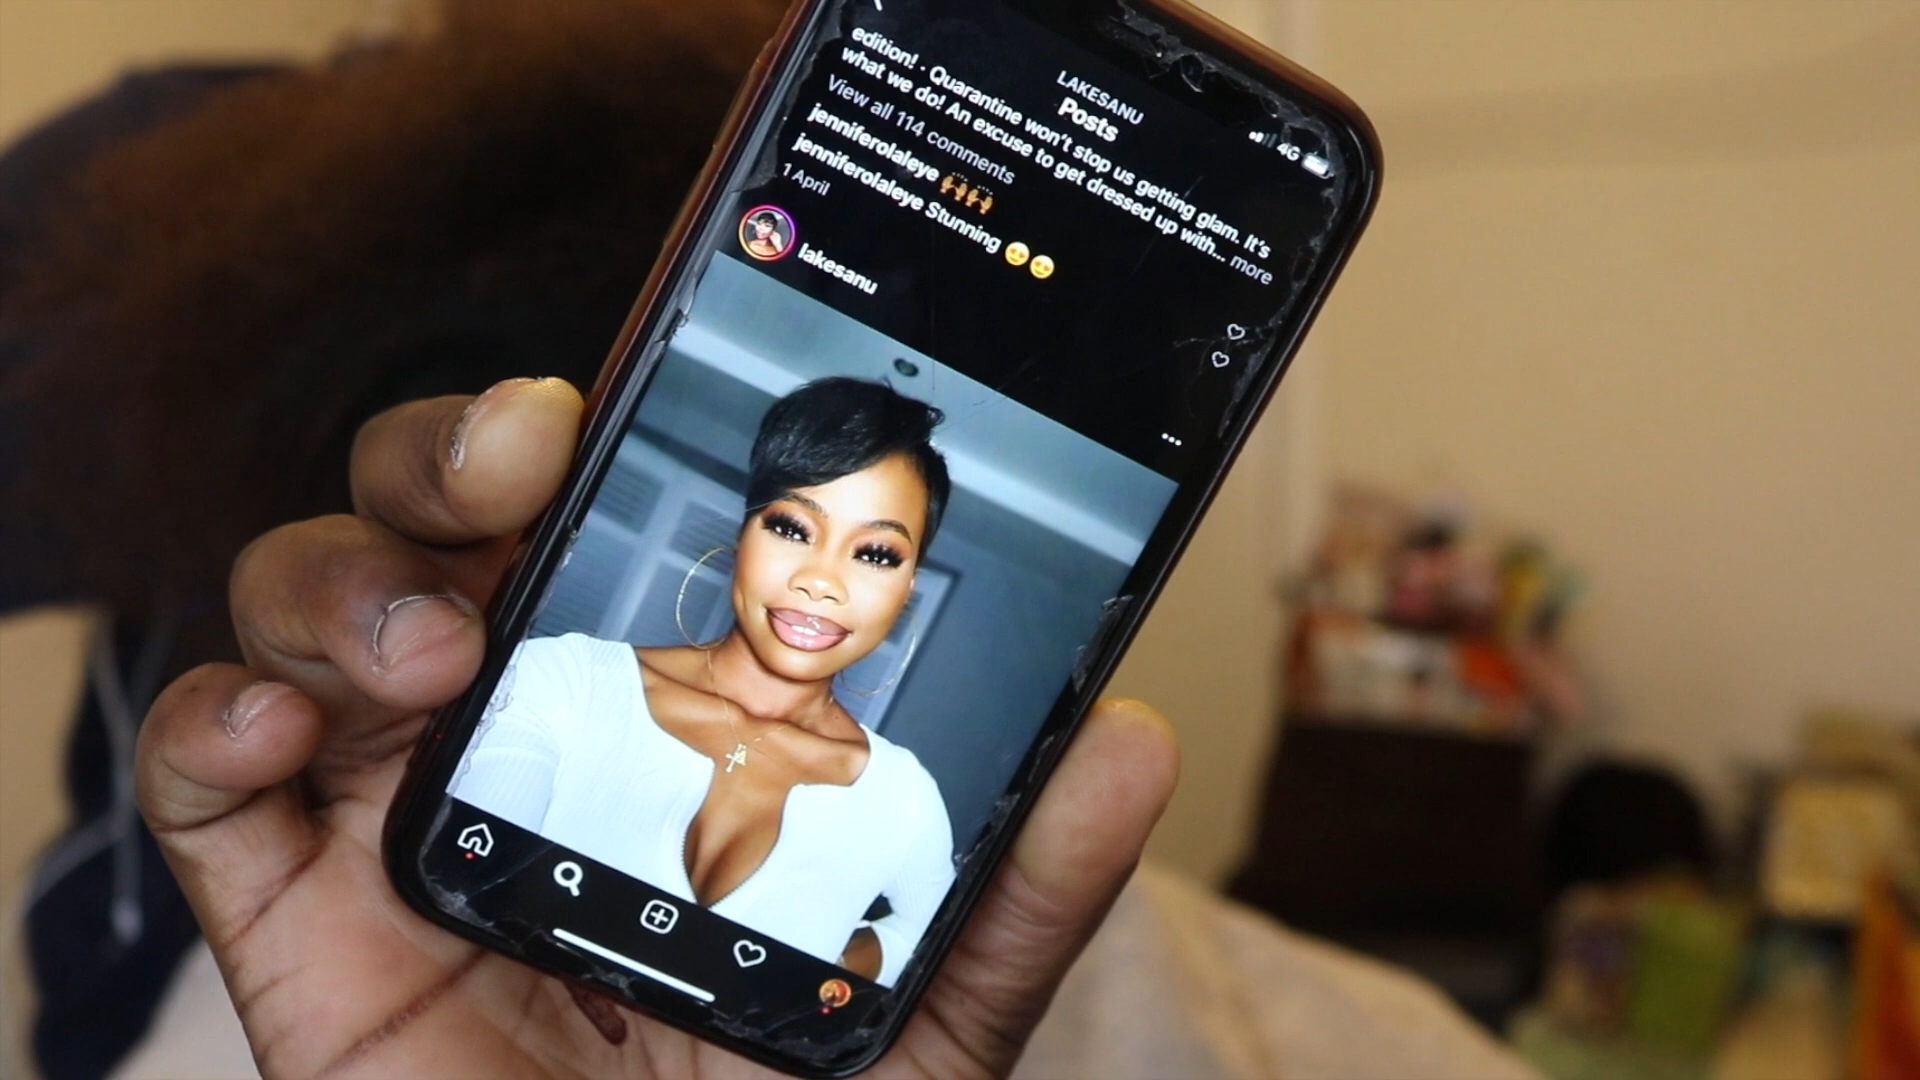 LAKESANU
Posts
4G
edition! · Quarantine won't stop us getting glam. It's
what we do! An excuse to get dressed up with... more
View all 114 comments
jenniferolaleye 🙌🏾🙌🏾
jenniferolaleye Stunning 😍😍
1 April
lakesanu